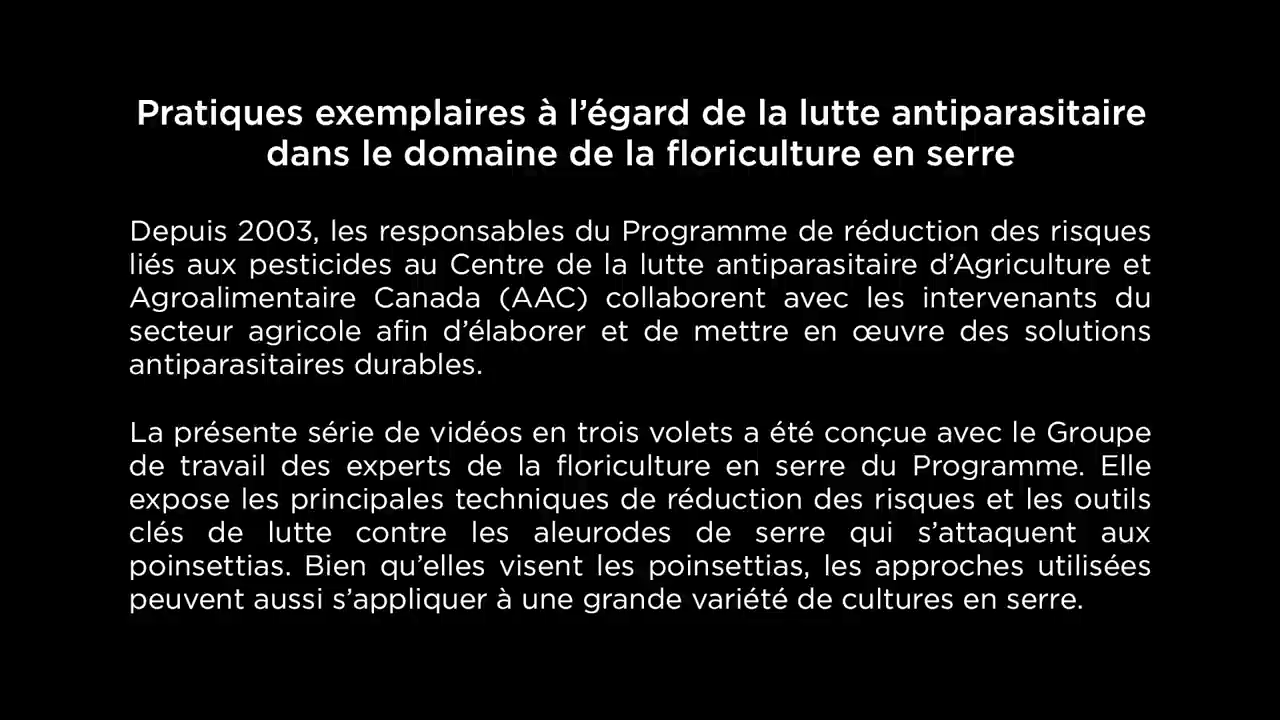 Pratiques exemplaires à l’égard de la lutte antiparasitaire
dans le domaine de la floriculture en serre
Depuis 2003, les responsables du Programme de réduction des risques
liés aux pesticides au Centre de la lutte antiparasitaire d’Agriculture et
Agroalimentaire Canada (AAC) collaborent avec les intervenants du
secteur agricole afin d’élaborer et de mettre en œuvre des solutions
antiparasitaires durables.
La présente série de vidéos en trois volets a été conçue avec le Groupe
de travail des experts de la floriculture en serre du Programme. Elle
expose les principales techniques de réduction des risques et les outils
clés de lutte contre les aleurodes de serre qui s’attaquent aux
poinsettias. Bien qu’elles visent les poinsettias, les approches utilisées
peuvent aussi s’appliquer à une grande variété de cultures en serre.